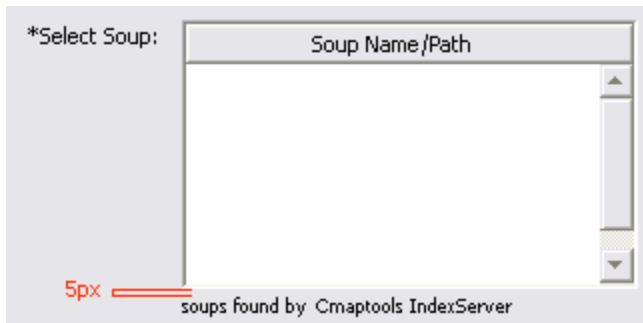 *Select Soup:
Soup Name/Path
5px
soups found by Cmaptools IndexServer